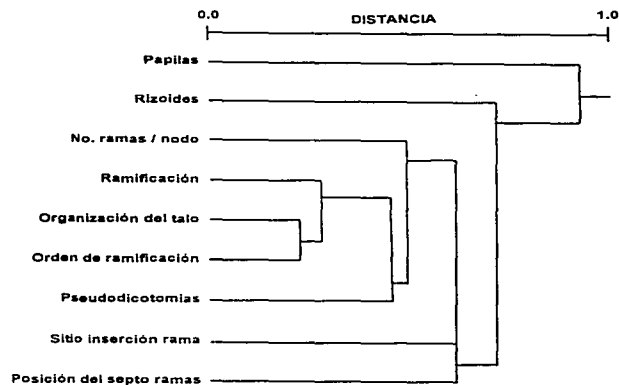 0.0 DISTANCIA 1.0
Papilas
Rizoides
No. ramas / nodo
Ramificación
Organización del talo
Orden de ramificación
Pseudodicotomias
Sitio inserción rama
Posición del septo ramas